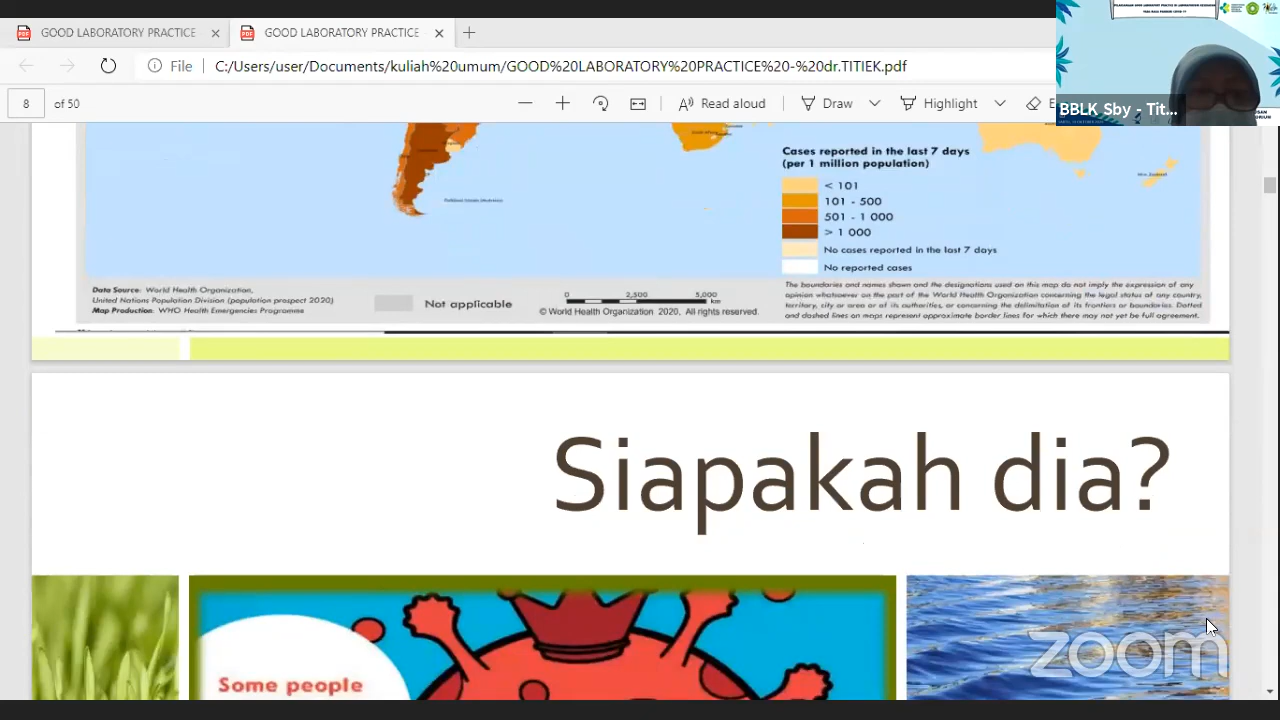 GOOD LABORATORY PRACTICE
GOOD LABORATORY PRACTICE
File
C:/Users/user/Documents/kuliah%20umum/GOOD%20LABORATORY%20PRACTICE%20-%20dr.TITIEK.pdf
8 of 50
Read aloud
Draw
Highlight
BBLK Sby - Tit...
Cases reported in the last 7 days
(per 1 million population)
< 101
101 - 500
501 - 1 000
> 1 000
No cases reported in the last 7 days
No reported cases
New Zealand
Data Source: World Health Organization,
United Nations Population Division (population prospect 2020)
Map Production: WHO Health Emergencies Programme
Not applicable
0 2,500 5,000
km
© World Health Organization 2020, All rights reserved.
The boundaries and names shown and the designations used on this map do not imply the expression of any
opinion whatsoever on the part of the World Health Organization concerning the legal status of any country,
territory, city or area or of its authorities, or concerning the delimitation of its frontiers or boundaries. Dotted
and dashed lines on maps represent approximate border lines for which there may not yet be full agreement.
Siapakah dia?
Some people
zoom